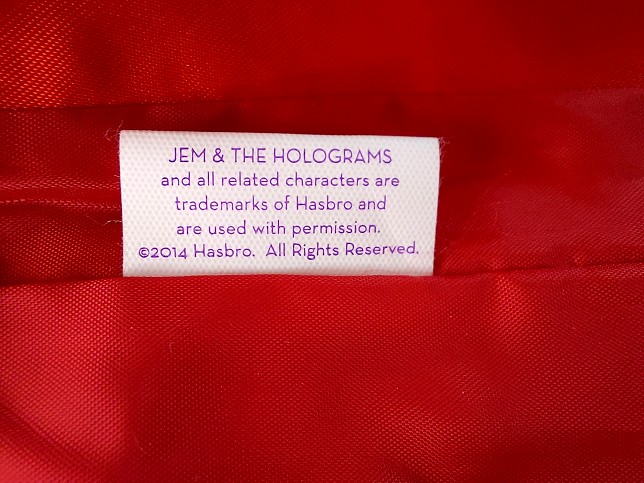 JEM & THE HOLOGRAMS
and all related characters are
trademarks of Hasbro and
are used with permission.
©2014 Hasbro. All Rights Reserved.